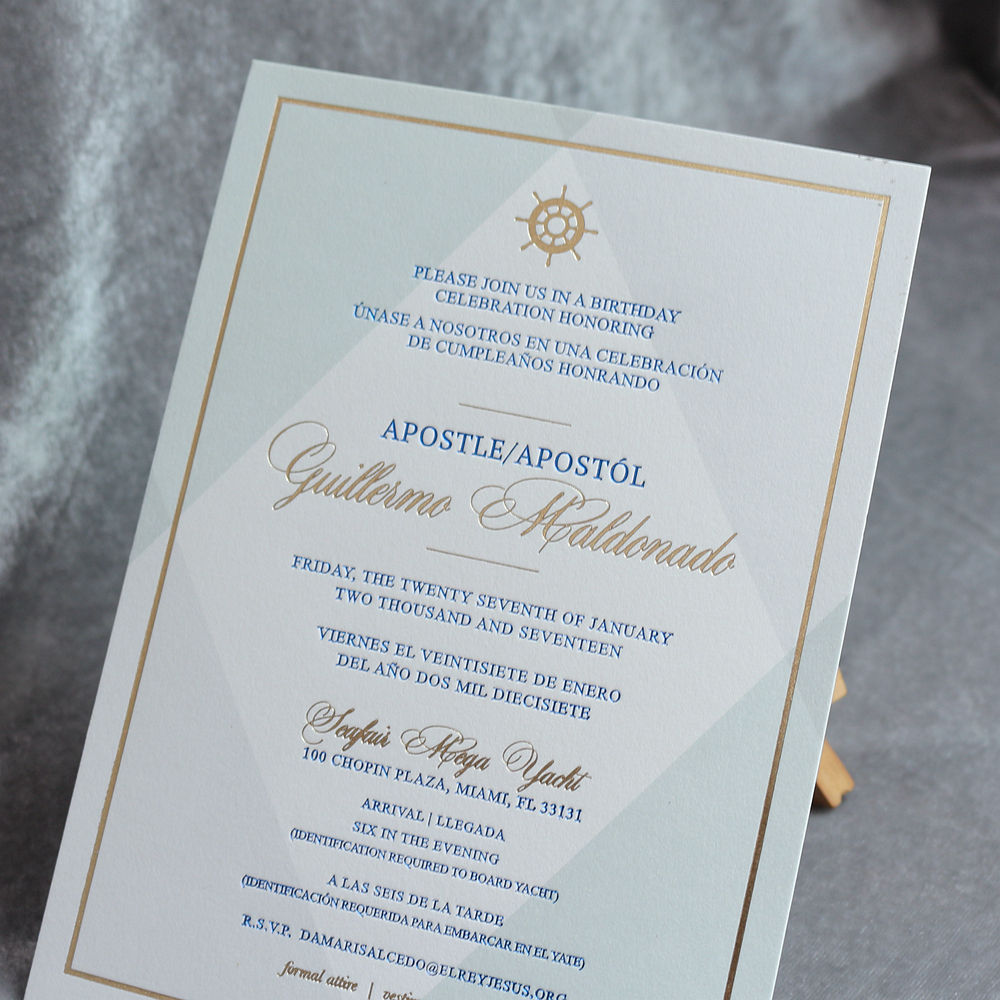 PLEASE JOIN US IN A BIRTHDAY
CELEBRATION HONORING
ÚNASE A NOSOTROS EN UNA CELEBRACIÓN
DE CUMPLEAÑOS HONRANDO
APOSTLE/APOSTÓL
Guillermo Maldonado
FRIDAY, THE TWENTY SEVENTH OF JANUARY
TWO THOUSAND AND SEVENTEEN
VIERNES EL VEINTISIETE DE ENERO
DEL AÑO DOS MIL DIECISIETE
Seafair Mega Yacht
100 CHOPIN PLAZA, MIAMI, FL 33131
ARRIVAL | LLEGADA
SIX IN THE EVENING
(IDENTIFICATION REQUIRED TO BOARD YACHT)
A LAS SEIS DE LA TARDE
(IDENTIFICACIÓN REQUERIDA PARA EMBARCAR EN EL YATE)
R.S.V.P. DAMARISALCEDO@ELREYJESUS.ORG
formal attire |